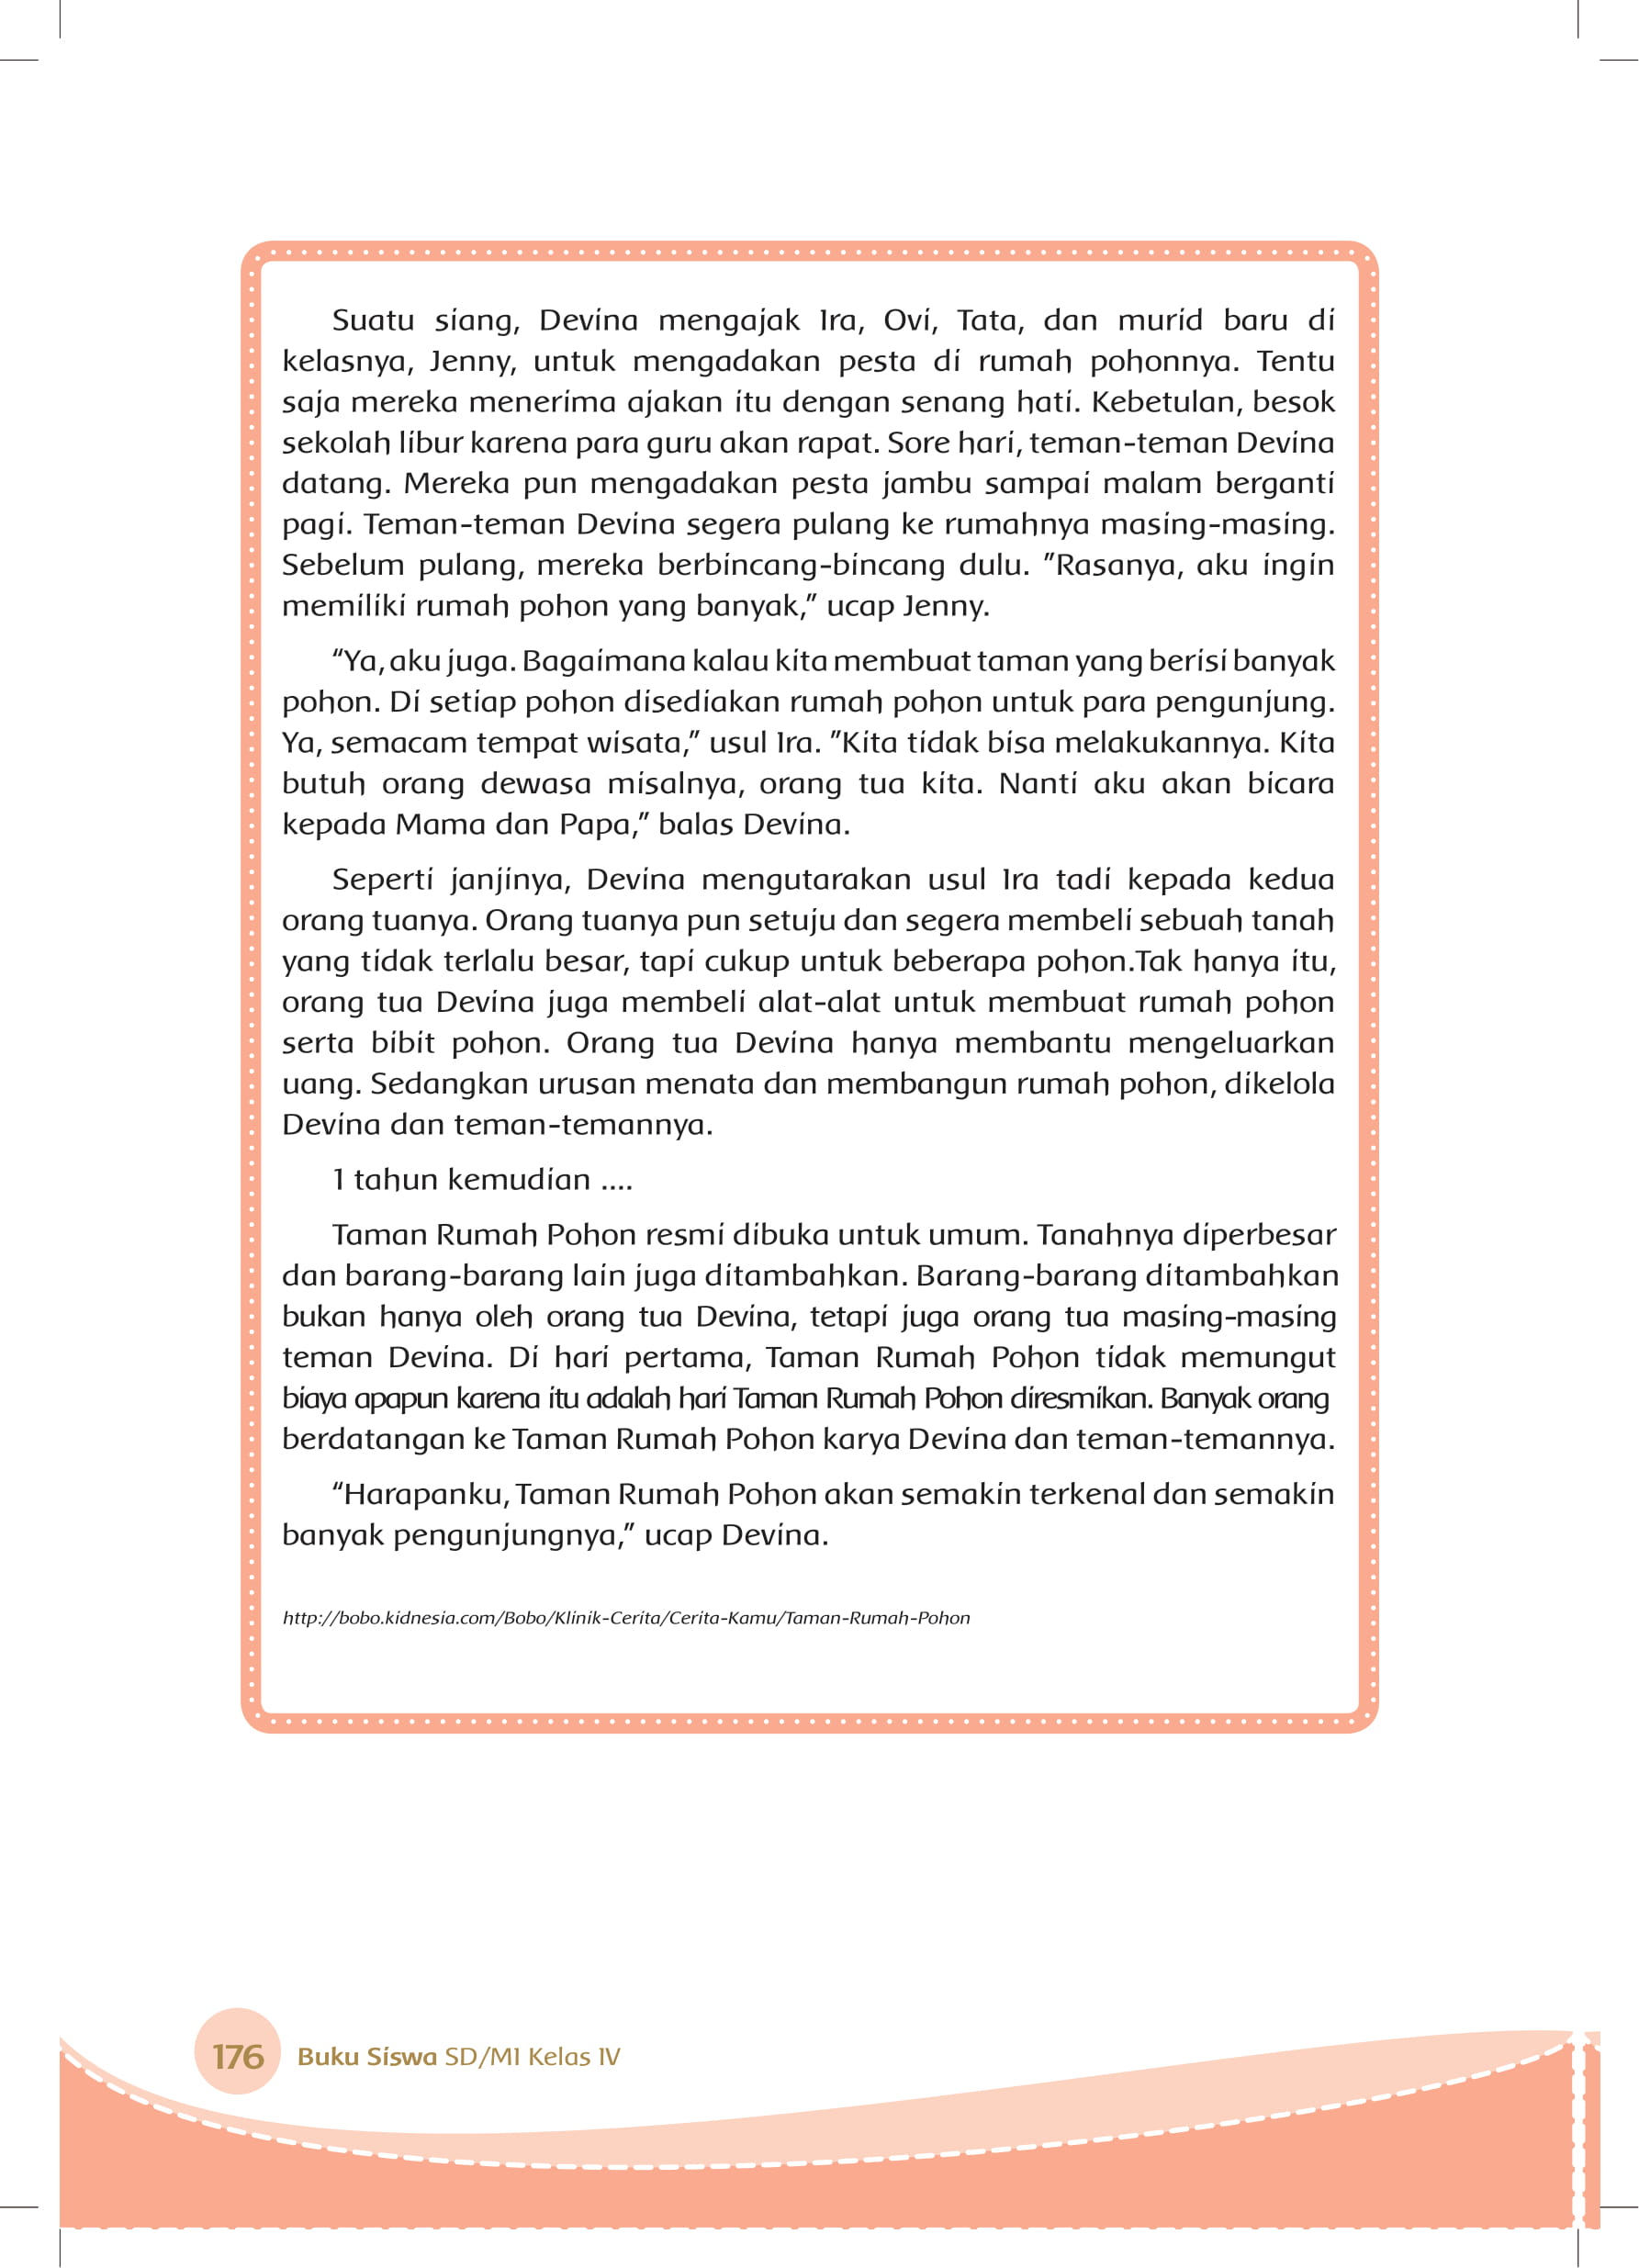 Suatu siang, Devina mengajak Ira, Ovi, Tata, dan murid baru di
kelasnya, Jenny, untuk mengadakan pesta di rumah pohonnya. Tentu
saja mereka menerima ajakan itu dengan senang hati. Kebetulan, besok
sekolah libur karena para guru akan rapat. Sore hari, teman-teman Devina
datang. Mereka pun mengadakan pesta jambu sampai malam berganti
pagi. Teman-teman Devina segera pulang ke rumahnya masing-masing.
Sebelum pulang, mereka berbincang-bincang dulu. ”Rasanya, aku ingin
memiliki rumah pohon yang banyak,” ucap Jenny.
“Ya, aku juga. Bagaimana kalau kita membuat taman yang berisi banyak
pohon. Di setiap pohon disediakan rumah pohon untuk para pengunjung.
Ya, semacam tempat wisata,” usul Ira. ”Kita tidak bisa melakukannya. Kita
butuh orang dewasa misalnya, orang tua kita. Nanti aku akan bicara
kepada Mama dan Papa,” balas Devina.
Seperti janjinya, Devina mengutarakan usul Ira tadi kepada kedua
orang tuanya. Orang tuanya pun setuju dan segera membeli sebuah tanah
yang tidak terlalu besar, tapi cukup untuk beberapa pohon.Tak hanya itu,
orang tua Devina juga membeli alat-alat untuk membuat rumah pohon
serta bibit pohon. Orang tua Devina hanya membantu mengeluarkan
uang. Sedangkan urusan menata dan membangun rumah pohon, dikelola
Devina dan teman-temannya.
1 tahun kemudian ....
Taman Rumah Pohon resmi dibuka untuk umum. Tanahnya diperbesar
dan barang-barang lain juga ditambahkan. Barang-barang ditambahkan
bukan hanya oleh orang tua Devina, tetapi juga orang tua masing-masing
teman Devina. Di hari pertama, Taman Rumah Pohon tidak memungut
biaya apapun karena itu adalah hari Taman Rumah Pohon diresmikan. Banyak orang
berdatangan ke Taman Rumah Pohon karya Devina dan teman-temannya.
“Harapanku, Taman Rumah Pohon akan semakin terkenal dan semakin
banyak pengunjungnya,” ucap Devina.
http://bobo.kidnesia.com/Bobo/Klinik-Cerita/Cerita-Kamu/Taman-Rumah-Pohon
176 Buku Siswa SD/MI Kelas IV